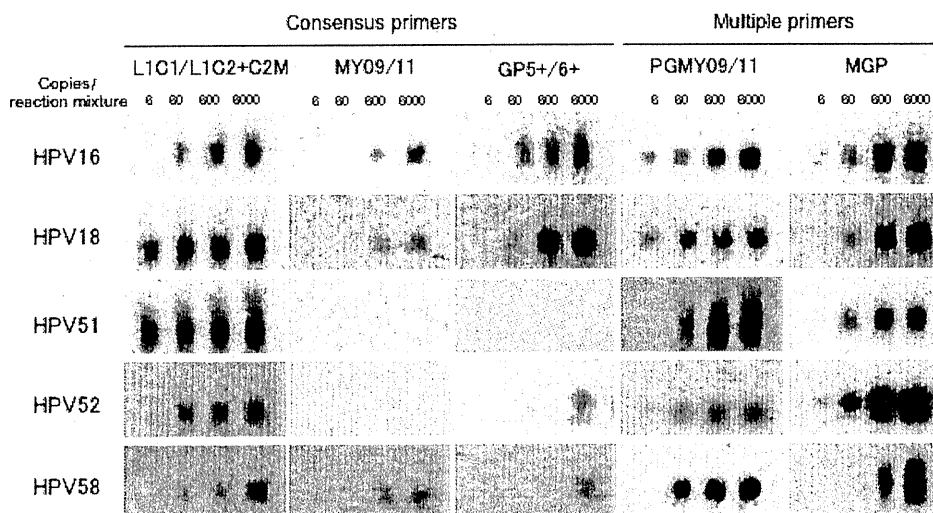 Consensus primers Multiple primers
L1C1/L1C2+C2M MY09/11 GP5+/6+ PGMY09/11 MGP
Copies/
reaction mixture 6 60 600 6000 6 60 600 6000 6 60 600 6000 6 60 600 6000 6 60 600 6000
HPV16
HPV18
HPV51
HPV52
HPV58